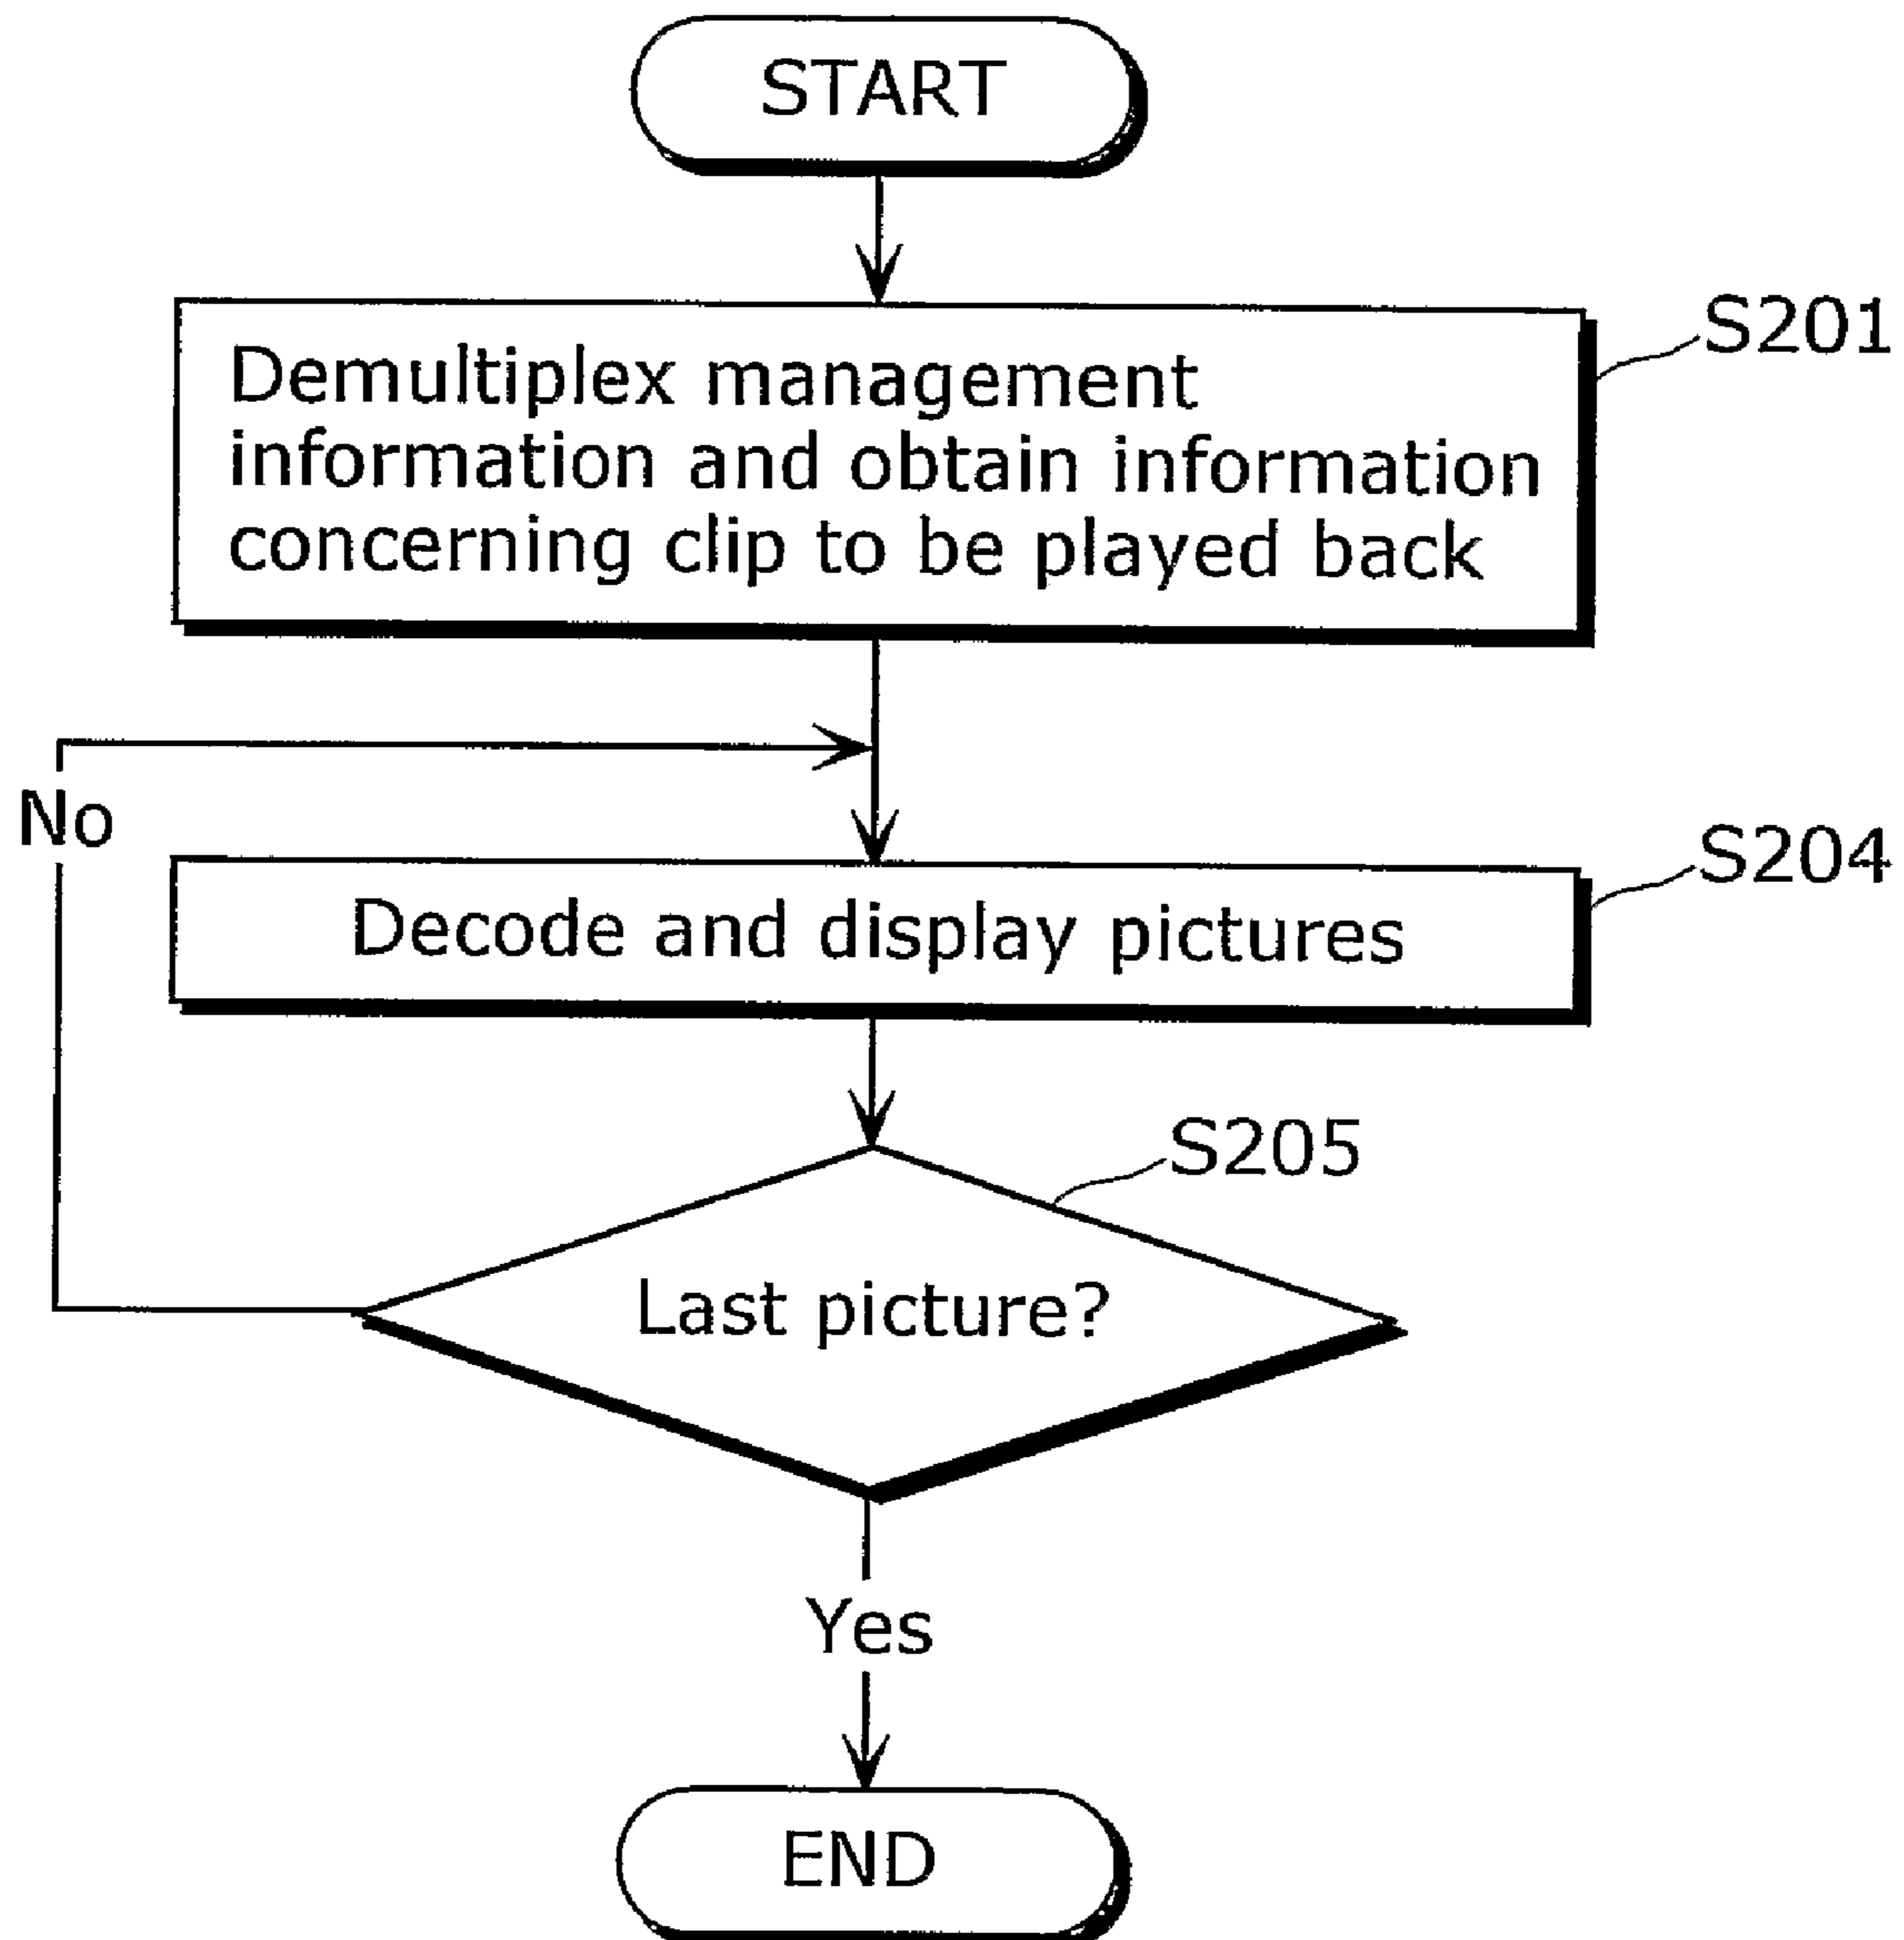 START
S201
Demultiplex management
information and obtain information
concerning clip to be played back
No
S204
Decode and display pictures
S205
Last picture?
Yes
END